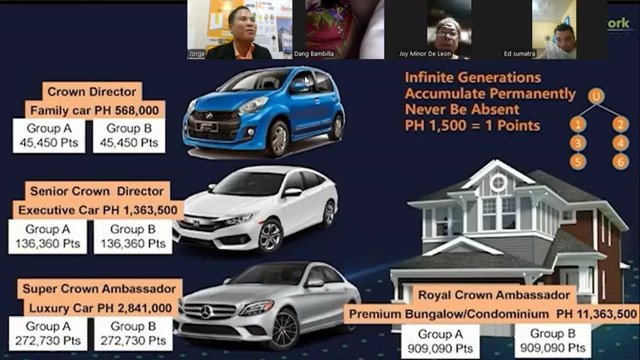 work
Jorge
Dang Bambilla
Joy Minor De Leon
Ed sumatra
Crown Director
Family car PH 568,000
Group A
45,450 Pts
Group B
45,450 Pts
Infinite Generations
Accumulate Permanently
Never Be Absent
PH 1,500 = 1 Points
U
1 2
3 4
5 6
Senior Crown Director
Executive Car PH 1,363,500
Group A
136,360 Pts
Group B
136,360 Pts
Super Crown Ambassador
Luxury Car PH 2,841,000
Group A
272,730 Pts
Group B
272,730 Pts
Royal Crown Ambassador
Premium Bungalow/Condominium PH 11,363,500
Group A
909,090 Pts
Group B
909,090 Pts